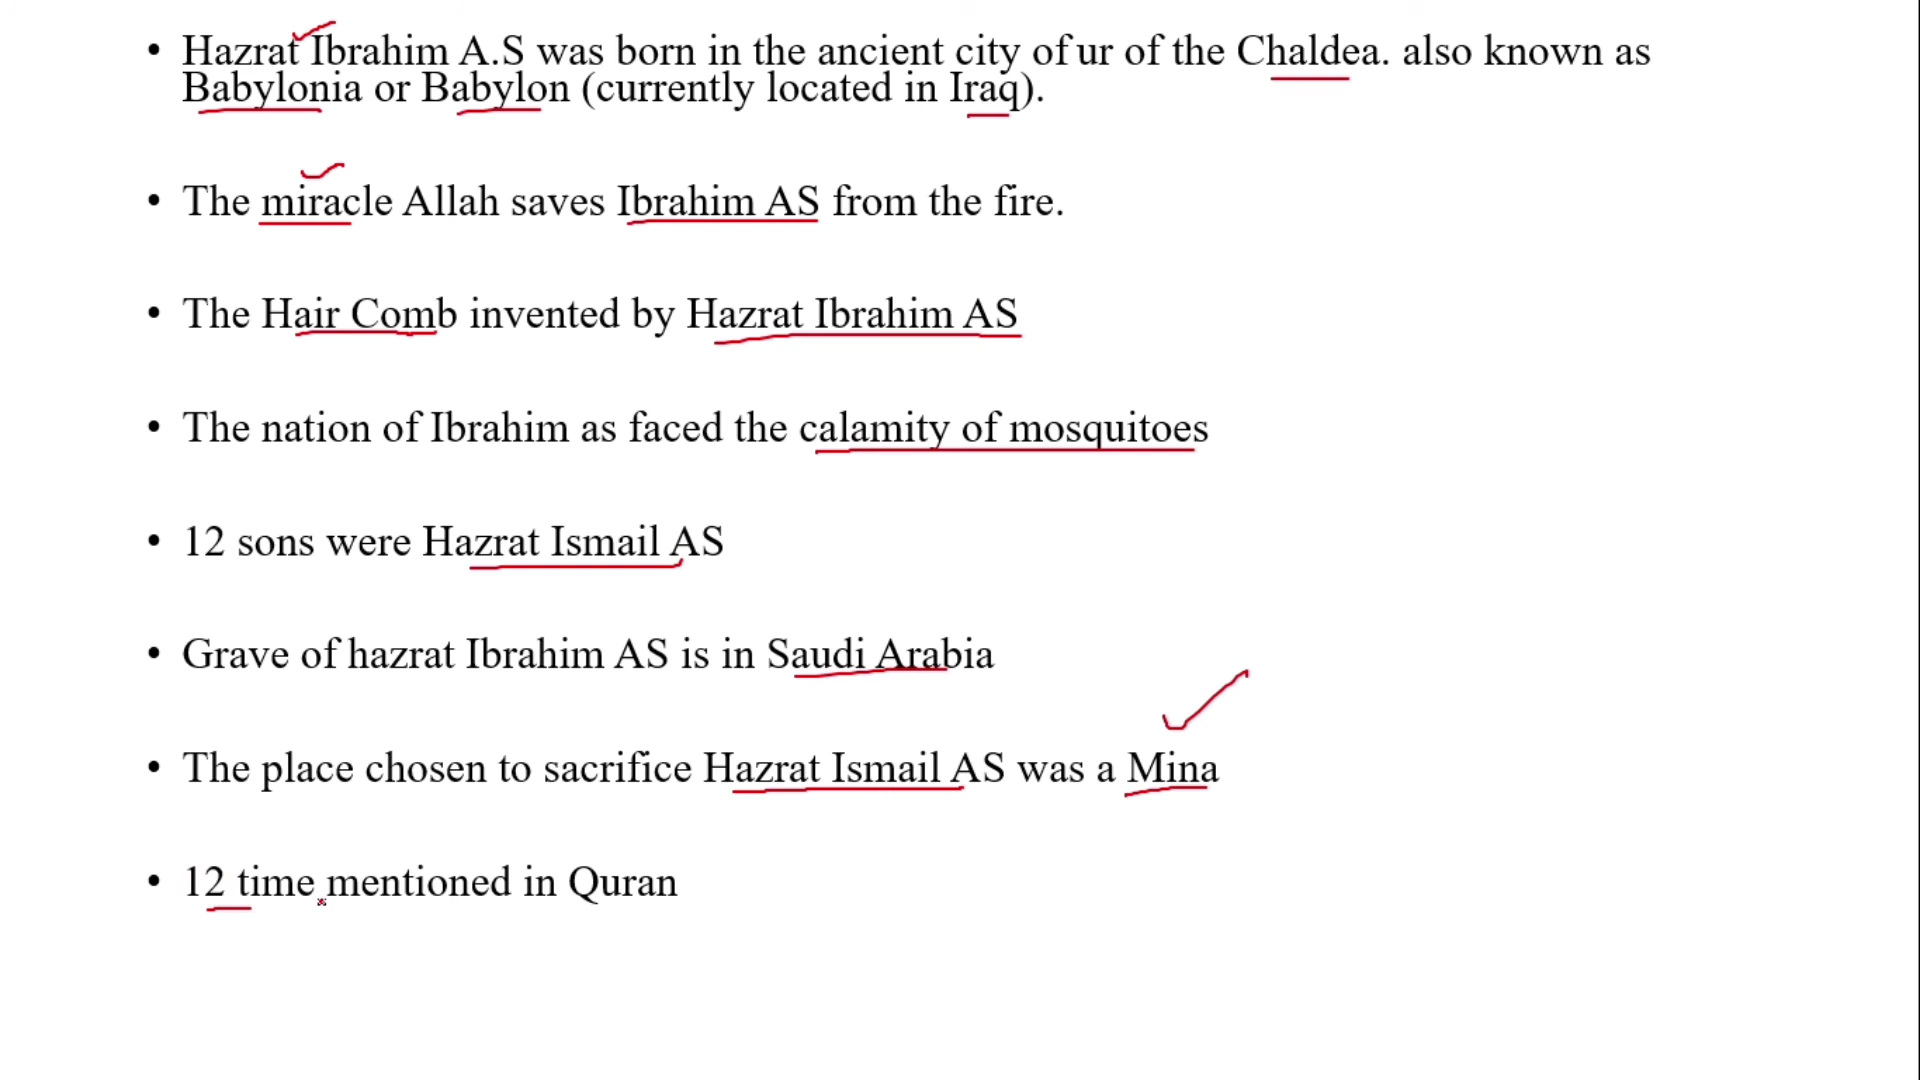 • Hazrat Ibrahim A.S was born in the ancient city of ur of the Chaldea. also known as
Babylonia or Babylon (currently located in Iraq).
• The miracle Allah saves Ibrahim AS from the fire.
• The Hair Comb invented by Hazrat Ibrahim AS
• The nation of Ibrahim as faced the calamity of mosquitoes
• 12 sons were Hazrat Ismail AS
• Grave of hazrat Ibrahim AS is in Saudi Arabia
• The place chosen to sacrifice Hazrat Ismail AS was a Mina
• 12 time mentioned in Quran